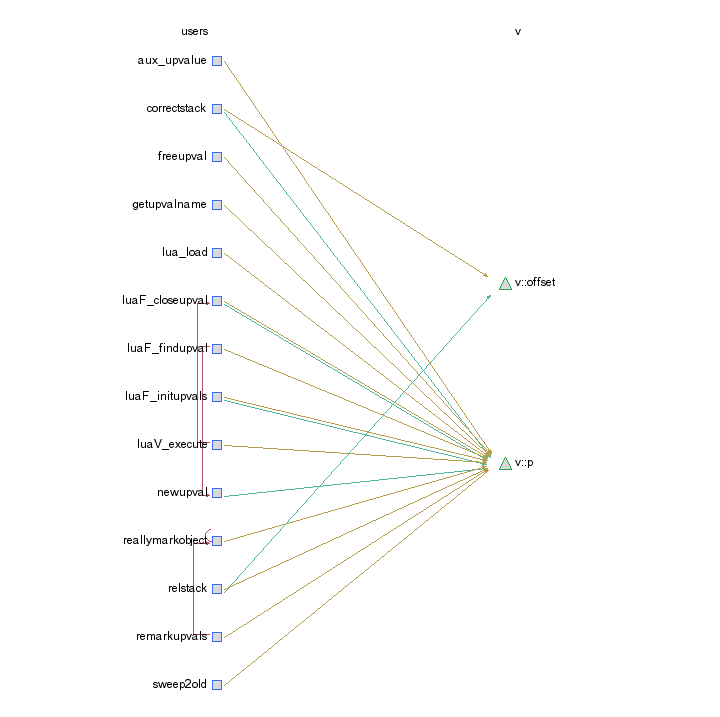 users
v
aux_upvalue
correctstack
freeupval
getupvalname
lua_load
v::offset
luaF_closeupval
luaF_findupval
luaF_initupvals
luaV_execute
v::p
newupval
reallymarkobject
relstack
remarkupvals
sweep2old